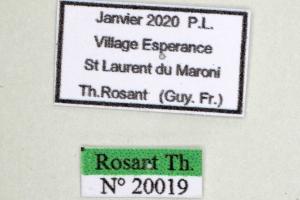 Janvier 2020 P.L.
Village Esperance
St Laurent du Maroni
Th.Rosant (Guy. Fr.)
Rosart Th.
N° 20019